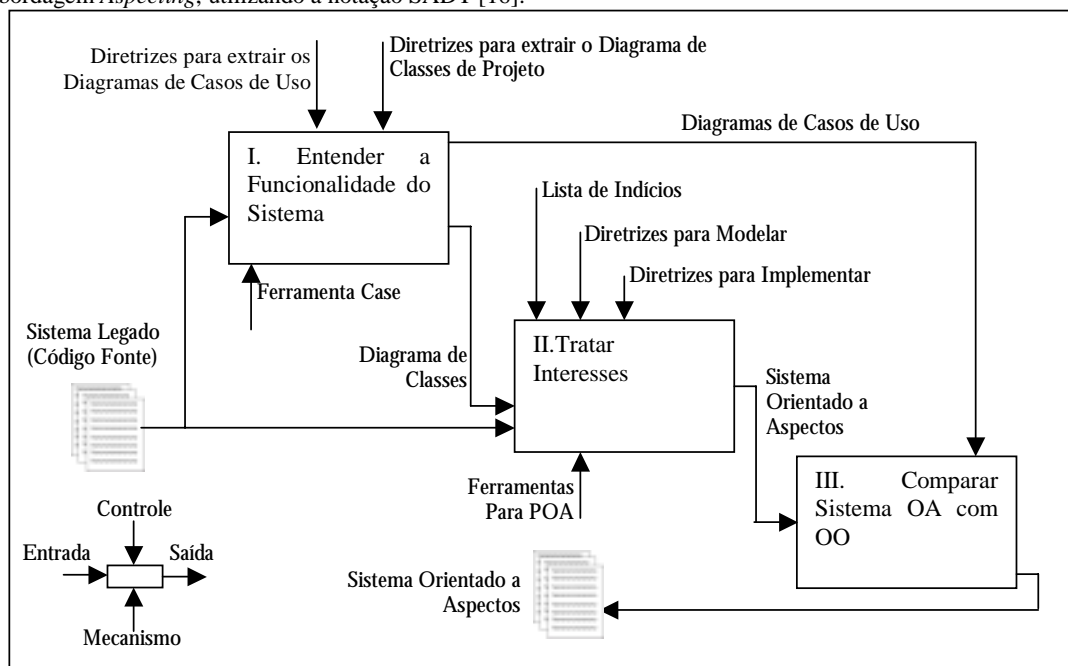 bordagem Aspecting, utilizando a notação SADT [16].
Diretrizes para extrair os
Diagramas de Casos de Uso
Diretrizes para extrair o Diagrama de
Classes de Projeto
Diagramas de Casos de Uso
I. Entender a
Funcionalidade do
Sistema
Lista de Indícios
Diretrizes para Modelar
Diretrizes para Implementar
Ferramenta Case
Sistema Legado
(Código Fonte)
Diagrama de
Classes
II.Tratar
Interesses
Sistema
Orientado a
Aspectos
Ferramentas
Para POA
III. Comparar
Sistema OA com
OO
Controle
Entrada
Saída
Mecanismo
Sistema Orientado a
Aspectos